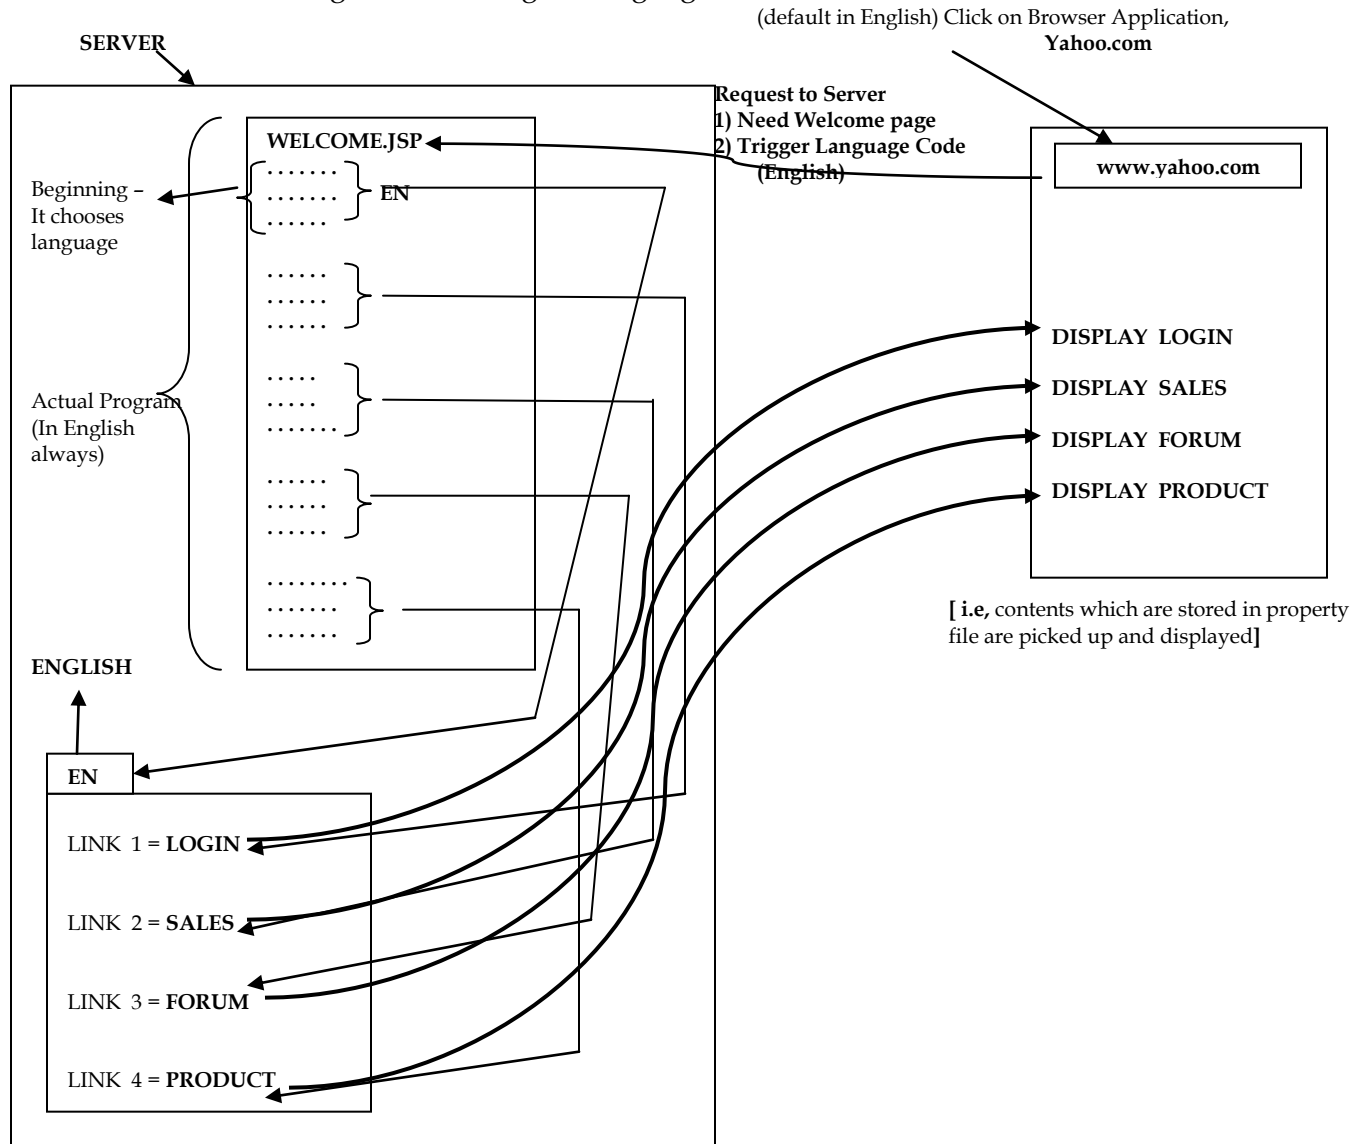 (default in English) Click on Browser Application,
Yahoo.com
SERVER
Request to Server
1) Need Welcome page
2) Trigger Language Code
(English)
www.yahoo.com
WELCOME.JSP
. . . . . . .
. . . . . . .
. . . . . .
EN
Beginning –
It chooses
language
. . . . . .
. . . . . .
. . . . . .
. . . . .
. . . . .
. . . . . . .
Actual Program
(In English
always)
. . . . . .
. . . . . .
. . . . . .
. . . . . . . .
. . . . . . .
. . . . . . .
DISPLAY LOGIN
DISPLAY SALES
DISPLAY FORUM
DISPLAY PRODUCT
[ i.e, contents which are stored in property
file are picked up and displayed]
ENGLISH
EN
LINK 1 = LOGIN
LINK 2 = SALES
LINK 3 = FORUM
LINK 4 = PRODUCT